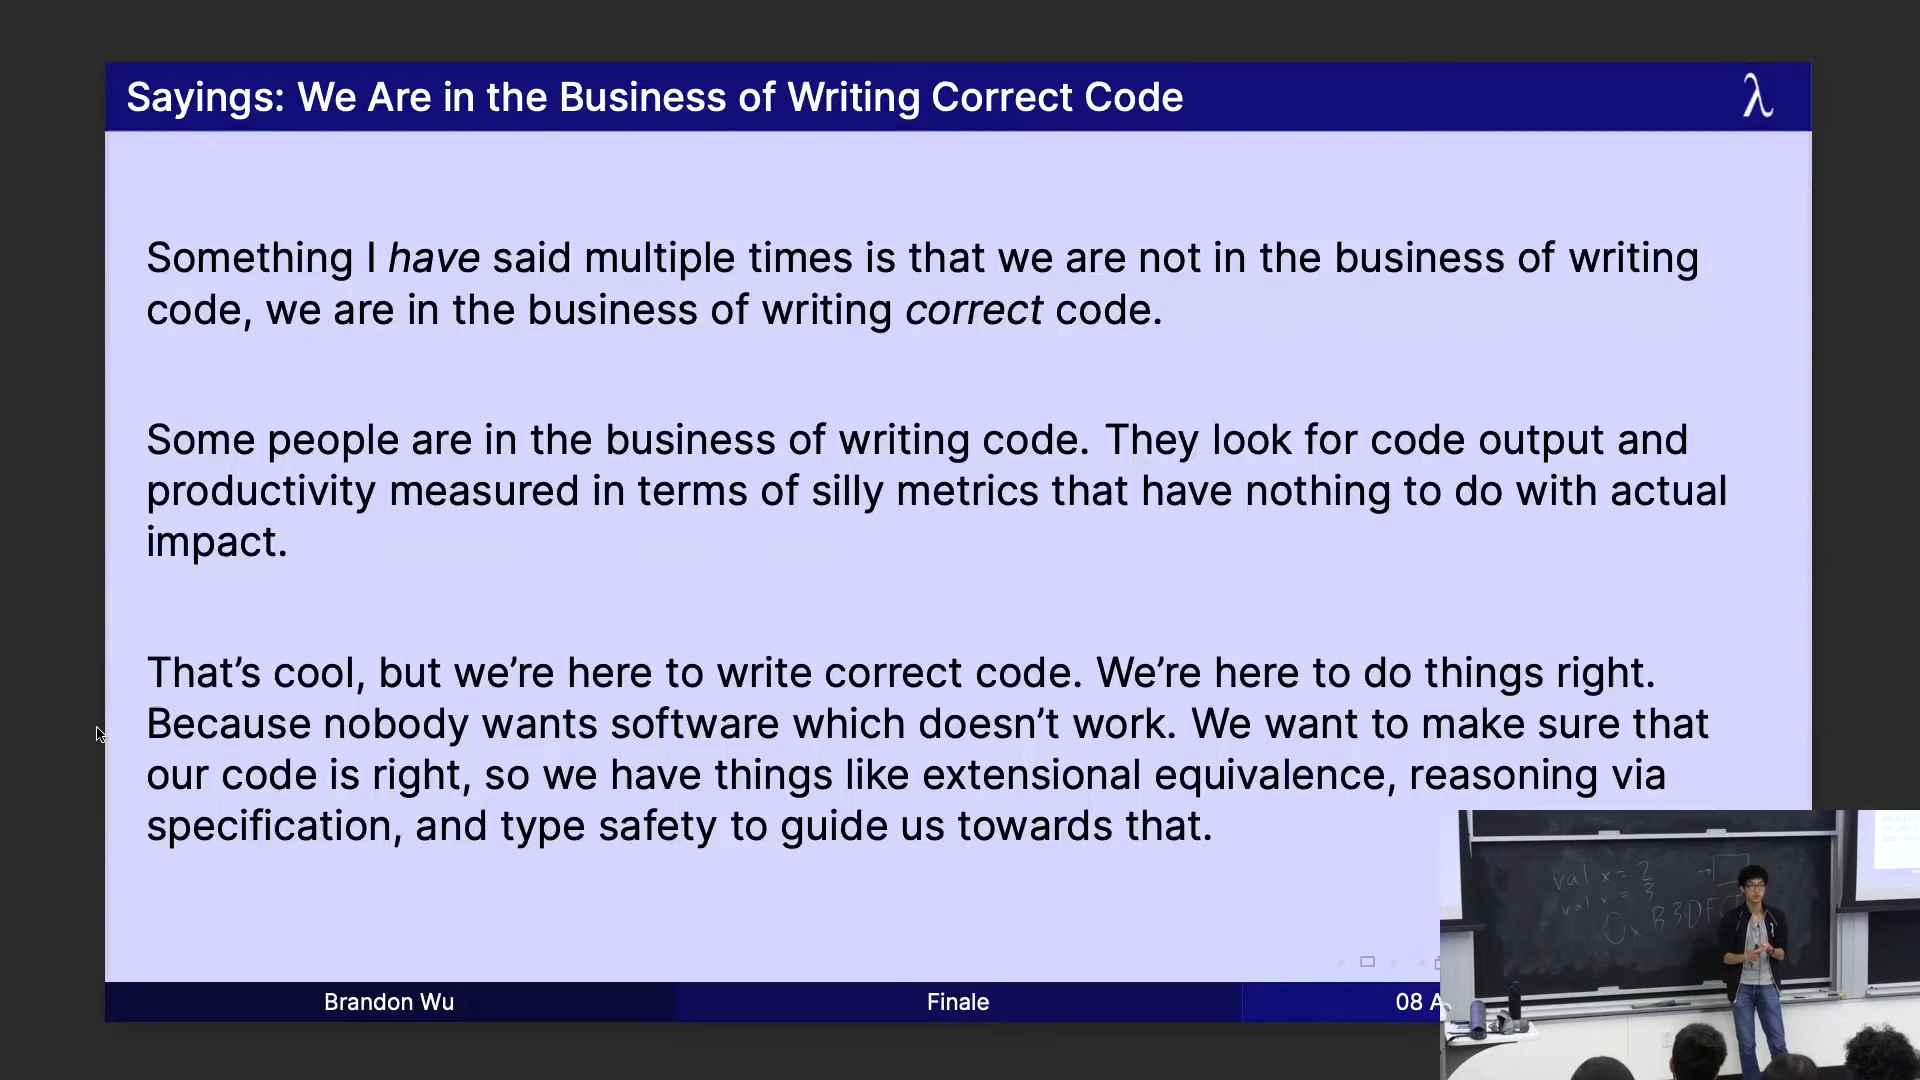 Sayings: We Are in the Business of Writing Correct Code
λ
Something I have said multiple times is that we are not in the business of writing
code, we are in the business of writing correct code.
Some people are in the business of writing code. They look for code output and
productivity measured in terms of silly metrics that have nothing to do with actual
impact.
That’s cool, but we’re here to write correct code. We’re here to do things right.
Because nobody wants software which doesn’t work. We want to make sure that
our code is right, so we have things like extensional equivalence, reasoning via
specification, and type safety to guide us towards that.
val x = 2
val x = 3
Brandon Wu
Finale
08